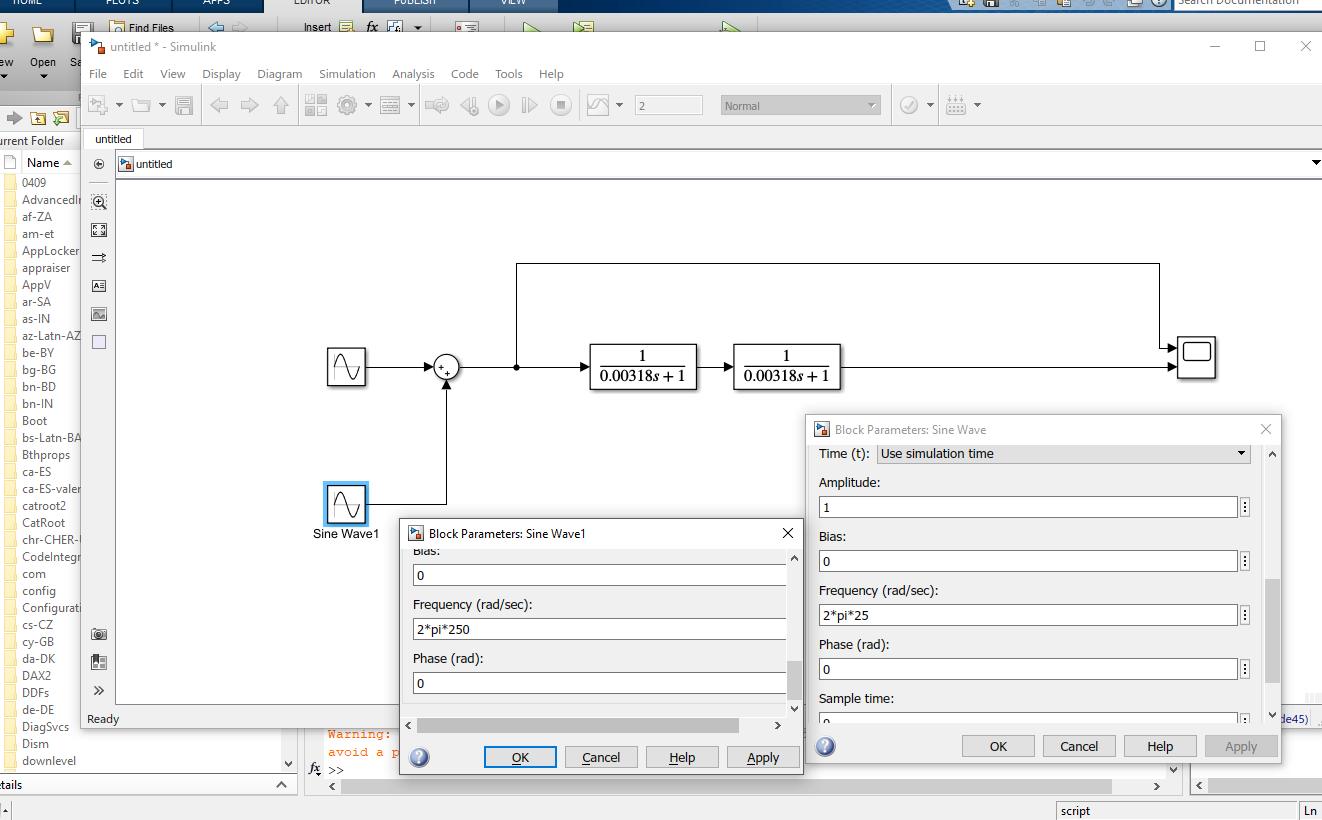 HOME PLOTS APPS EDITOR PUBLISH VIEW
Search Documentation
Find Files
Insert fx
Open
untitled * - Simulink
File Edit View Display Diagram Simulation Analysis Code Tools Help
2 Normal
untitled
untitled
urrent Folder
Name
0409
AdvancedI
af-ZA
am-et
AppLocker
appraiser
AppV
ar-SA
as-IN
az-Latn-AZ
be-BY
bg-BG
bn-BD
bn-IN
Boot
bs-Latn-BA
Bthprops
ca-ES
ca-ES-valen
catroot2
CatRoot
chr-CHER-U
CodeIntegr
com
config
Configurati
cs-CZ
cy-GB
da-DK
DAX2
DDFs
de-DE
DiagSvcs
Dism
downlevel
etails
1
0.00318s + 1
1
0.00318s + 1
Sine Wave1
Ready
Block Parameters: Sine Wave1
Bias:
0
Frequency (rad/sec):
2*pi*250
Phase (rad):
0
OK Cancel Help Apply
Block Parameters: Sine Wave
Time (t): Use simulation time
Amplitude:
1
Bias:
0
Frequency (rad/sec):
2*pi*25
Phase (rad):
0
Sample time:
0
OK Cancel Help Apply
de45)
Warning:
avoid a p
fx >>
script Ln